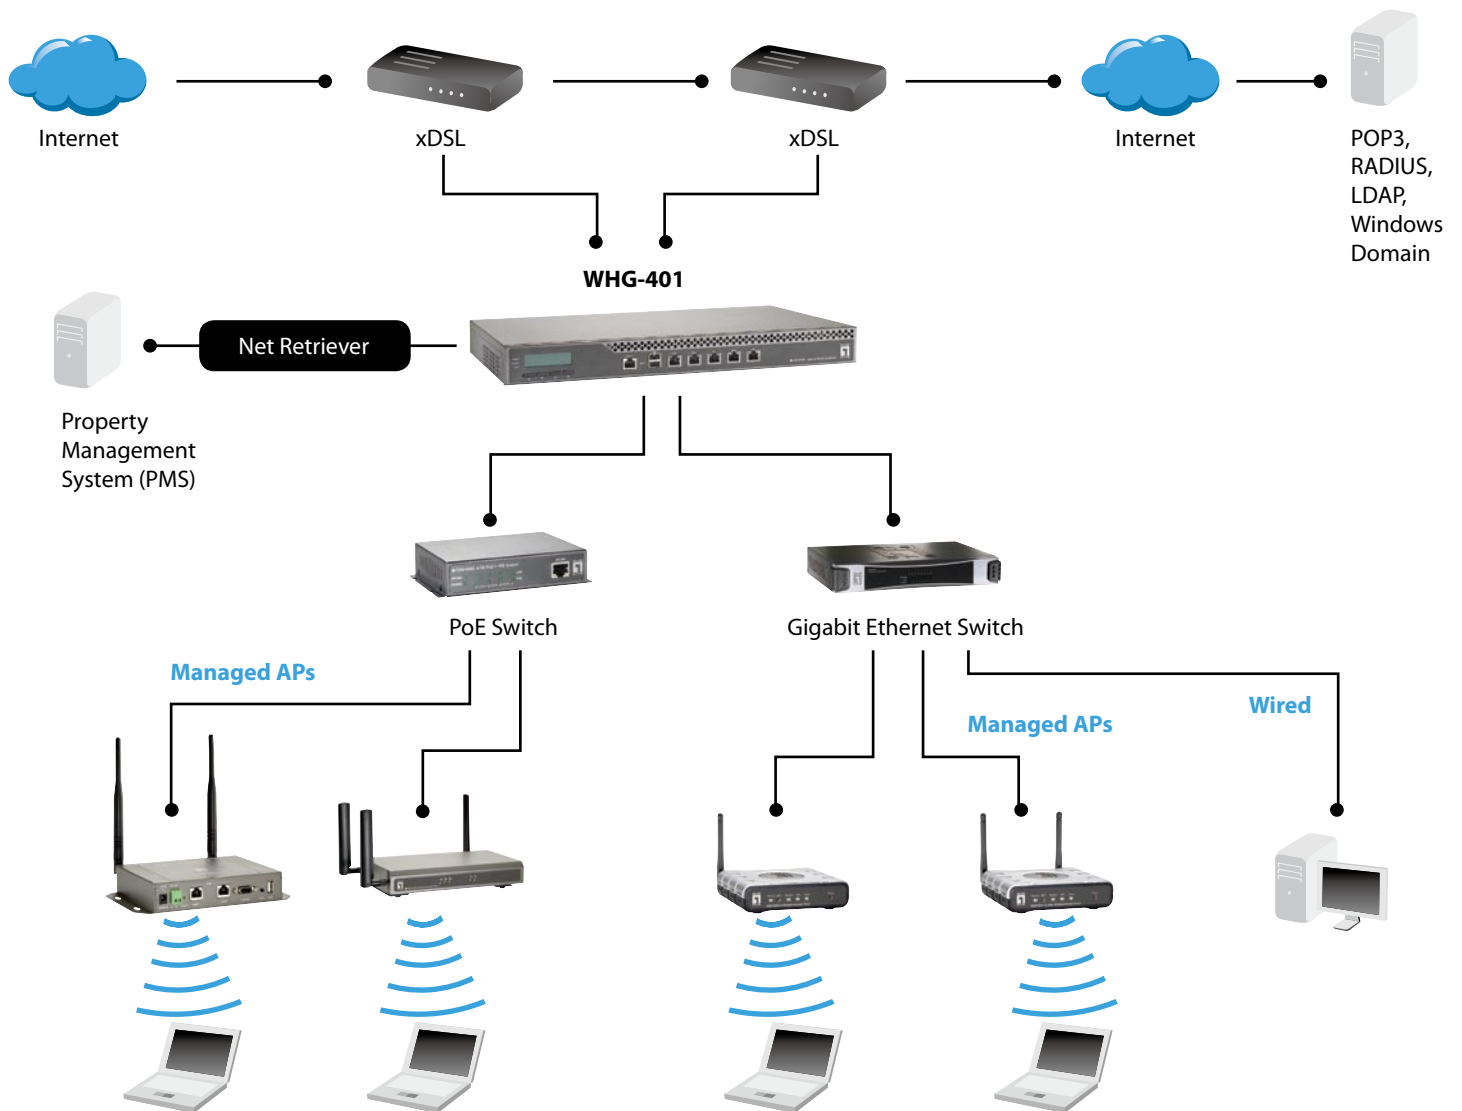 Internet
xDSL
xDSL
Internet
POP3,
RADIUS,
LDAP,
Windows
Domain
WHG-401
Net Retriever
Property
Management
System (PMS)
PoE Switch
Gigabit Ethernet Switch
Managed APs
Wired
Managed APs